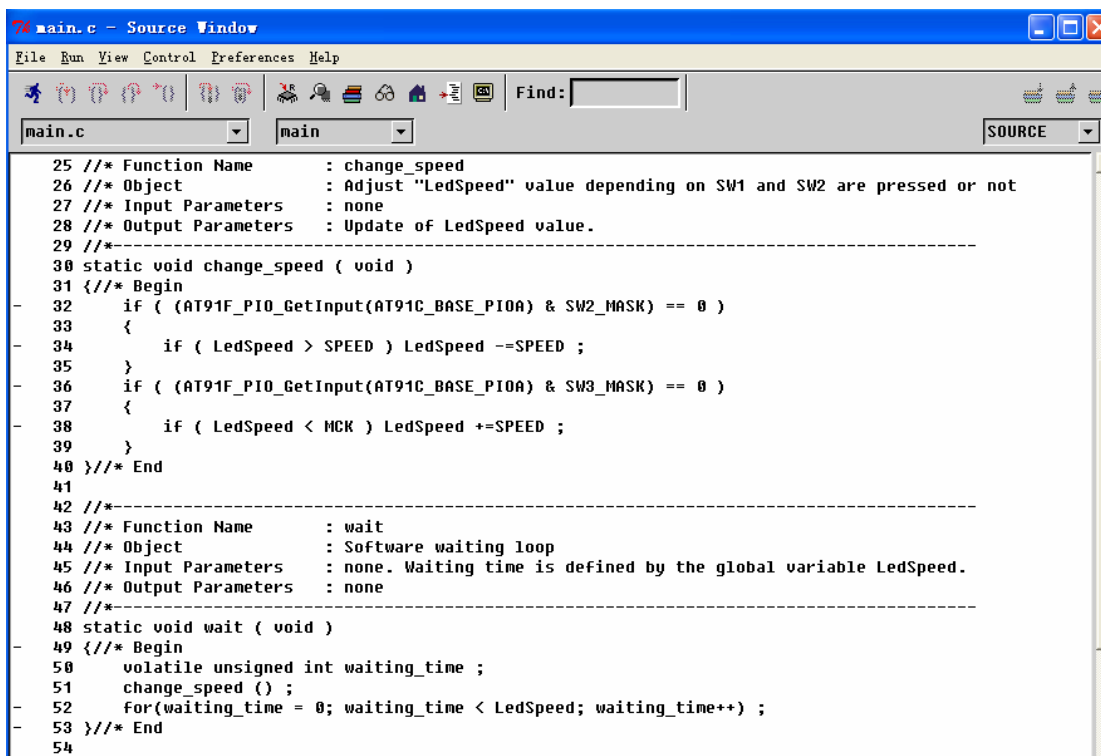 main.c - Source Window
File Run View Control Preferences Help
Find:
main.c main SOURCE
25 //* Function Name : change_speed
26 //* Object : Adjust "LedSpeed" value depending on SW1 and SW2 are pressed or not
27 //* Input Parameters : none
28 //* Output Parameters : Update of LedSpeed value.
29 //*--------------------------------------------------------------------------------------
30 static void change_speed ( void )
31 {//* Begin
- 32 if ( (AT91F_PIO_GetInput(AT91C_BASE_PIOA) & SW2_MASK) == 0 )
33 {
- 34 if ( LedSpeed > SPEED ) LedSpeed -=SPEED ;
35 }
- 36 if ( (AT91F_PIO_GetInput(AT91C_BASE_PIOA) & SW3_MASK) == 0 )
37 {
- 38 if ( LedSpeed < MCK ) LedSpeed +=SPEED ;
39 }
40 }//* End
41
42 //*--------------------------------------------------------------------------------------
43 //* Function Name : wait
44 //* Object : Software waiting loop
45 //* Input Parameters : none. Waiting time is defined by the global variable LedSpeed.
46 //* Output Parameters : none
47 //*--------------------------------------------------------------------------------------
48 static void wait ( void )
- 49 {//* Begin
50 volatile unsigned int waiting_time ;
51 change_speed () ;
- 52 for(waiting_time = 0; waiting_time < LedSpeed; waiting_time++) ;
- 53 }//* End
54